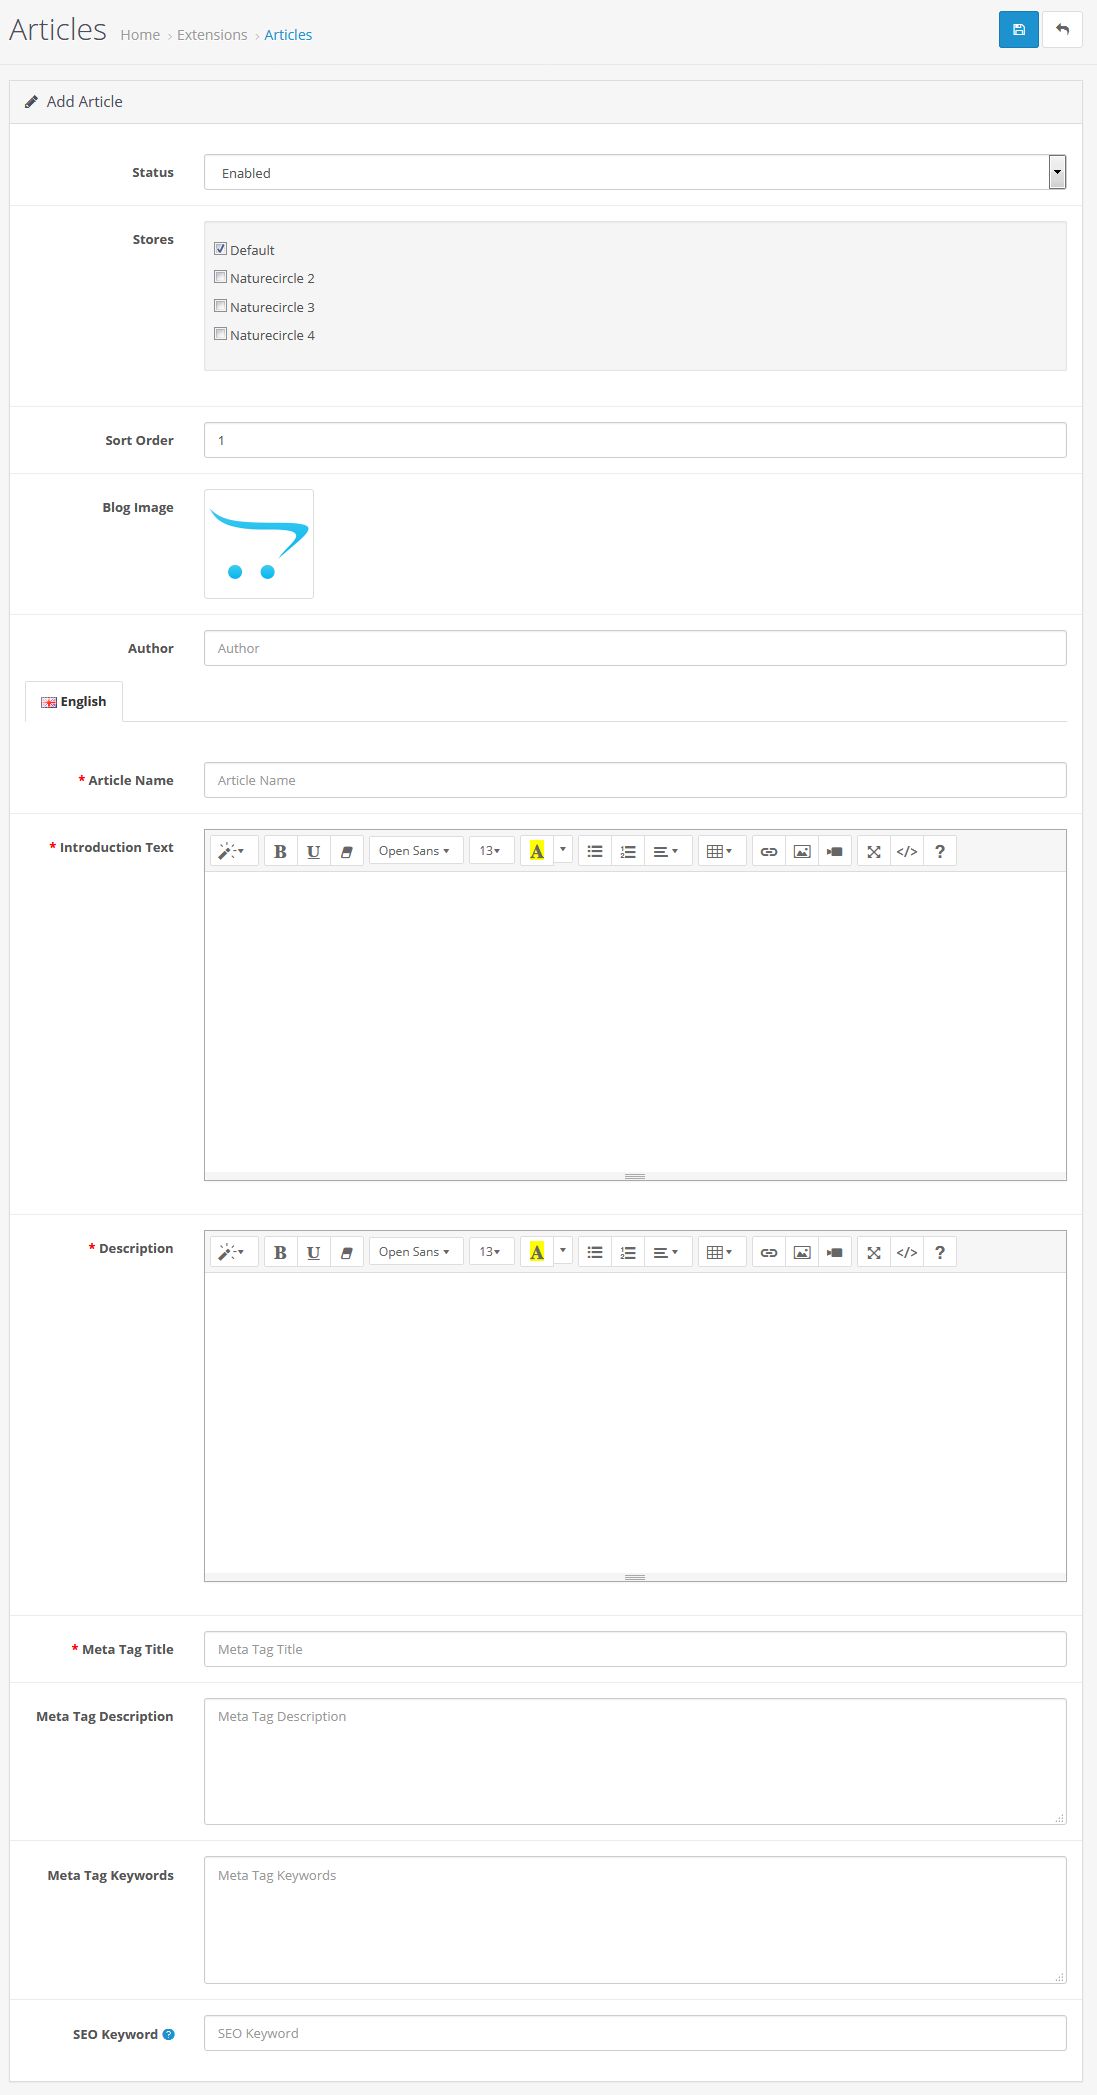 Articles Home › Extensions › Articles
Add Article
Status Enabled
Stores
Default
Naturecircle 2
Naturecircle 3
Naturecircle 4
Sort Order 1
Blog Image
Author Author
English
* Article Name Article Name
* Introduction Text B U Open Sans 13 A </> ?
* Description B U Open Sans 13 A </> ?
* Meta Tag Title Meta Tag Title
Meta Tag Description Meta Tag Description
Meta Tag Keywords Meta Tag Keywords
SEO Keyword ? SEO Keyword